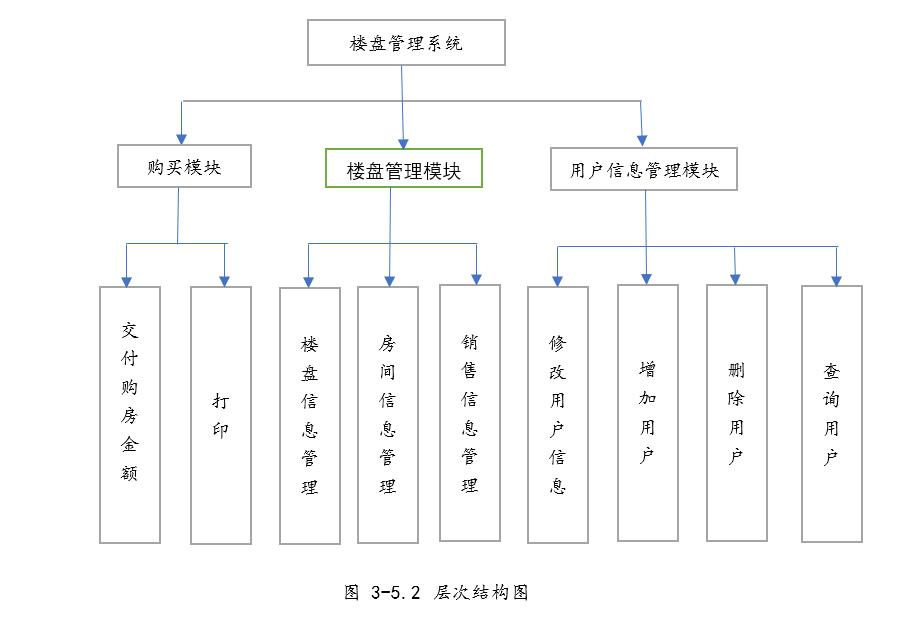 楼盘管理系统
购买模块
楼盘管理模块
用户信息管理模块
交付购房金额
打印
楼盘信息管理
房间信息管理
销售信息管理
修改用户信息
增加用户
删除用户
查询用户
图 3-5.2 层次结构图